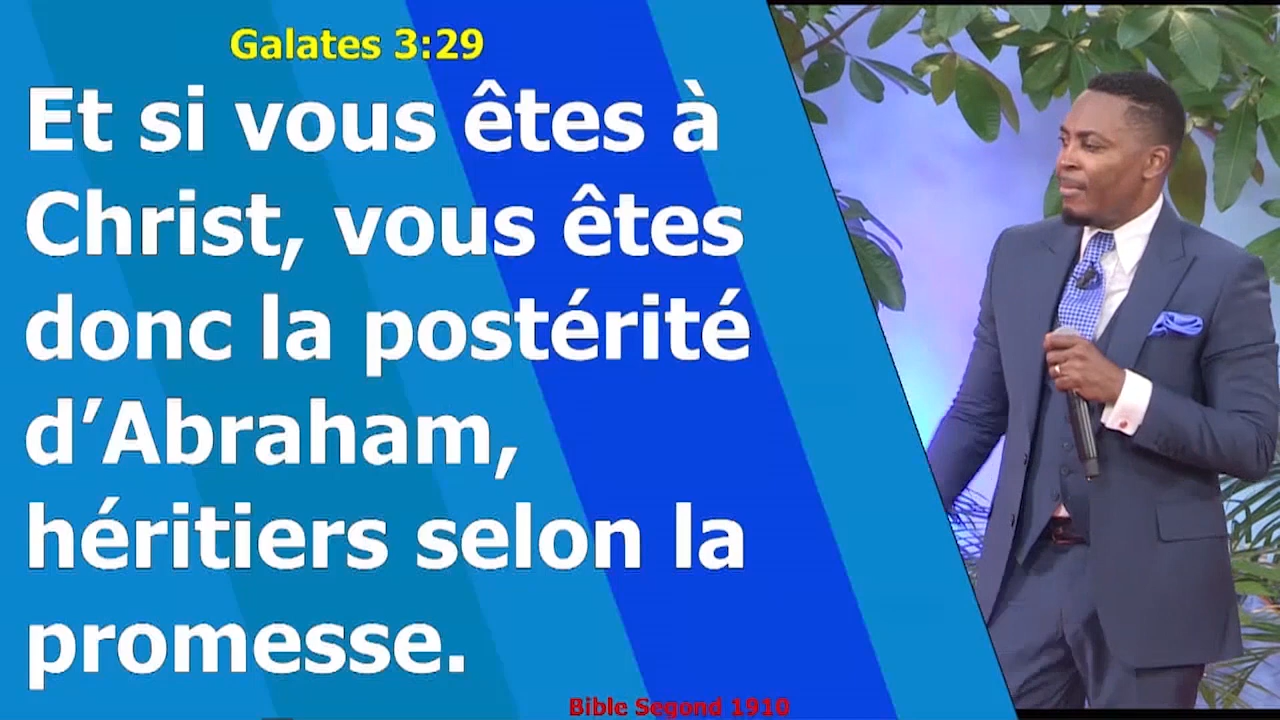 Galates 3:29
Et si vous êtes à
Christ, vous êtes
donc la postérité
d’Abraham,
héritiers selon la
promesse.
Bible Segond 1910